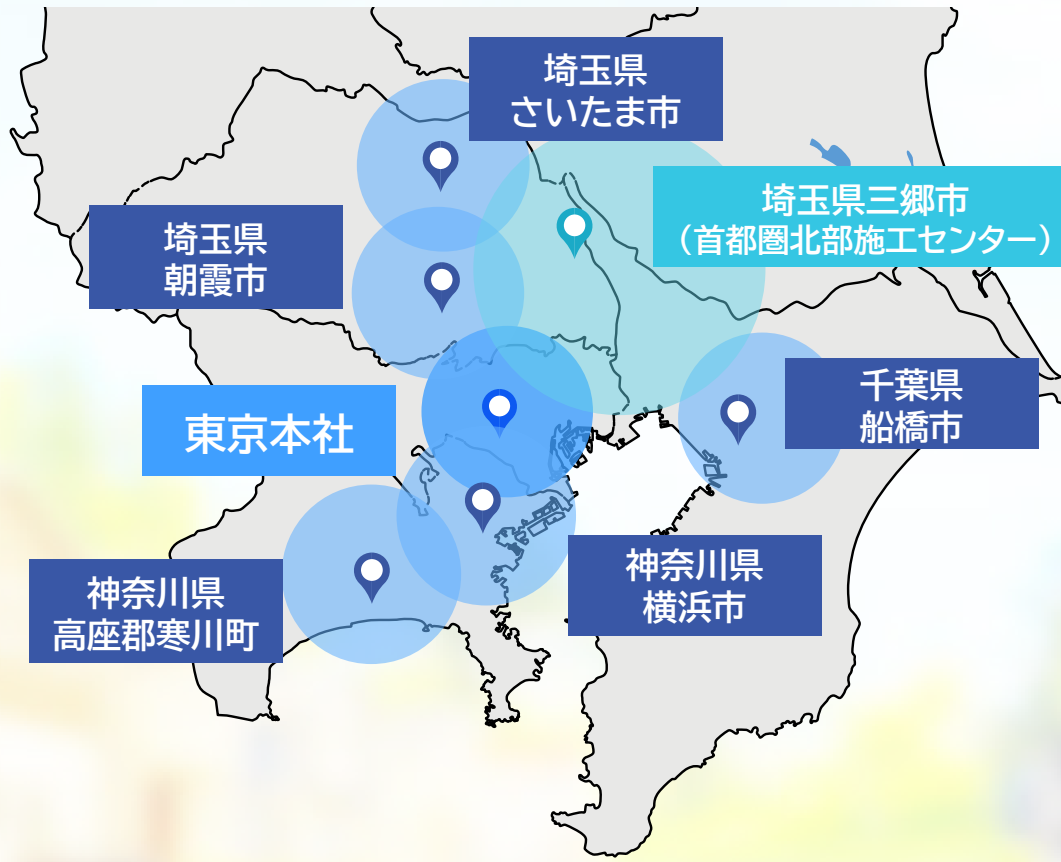 埼玉県
さいたま市
埼玉県三郷市
（首都圏北部施工センター）
埼玉県
朝霞市
千葉県
船橋市
東京本社
神奈川県
横浜市
神奈川県
高座郡寒川町